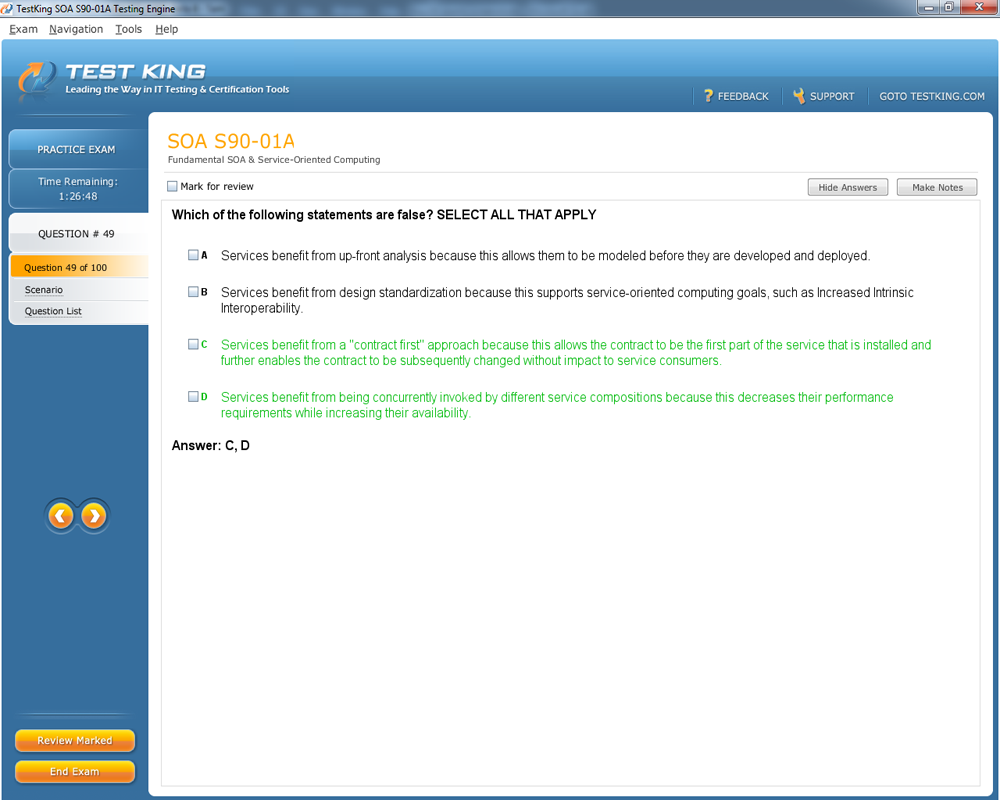 TestKing SOA S90-01A Testing Engine
Exam Navigation Tools Help
TEST KING
Leading the Way in IT Testing & Certification Tools
? FEEDBACK SUPPORT GOTO TESTKING.COM
PRACTICE EXAM
Time Remaining:
1:26:48
QUESTION # 49
Question 49 of 100
Scenario
Question List
SOA S90-01A
Fundamental SOA & Service-Oriented Computing
Mark for review
Hide Answers Make Notes
Which of the following statements are false? SELECT ALL THAT APPLY
A Services benefit from up-front analysis because this allows them to be modeled before they are developed and deployed.
B Services benefit from design standardization because this supports service-oriented computing goals, such as Increased Intrinsic
Interoperability.
C Services benefit from a "contract first" approach because this allows the contract to be the first part of the service that is installed and
further enables the contract to be subsequently changed without impact to service consumers.
D Services benefit from being concurrently invoked by different service compositions because this decreases their performance
requirements while increasing their availability.
Answer: C, D
Review Marked
End Exam